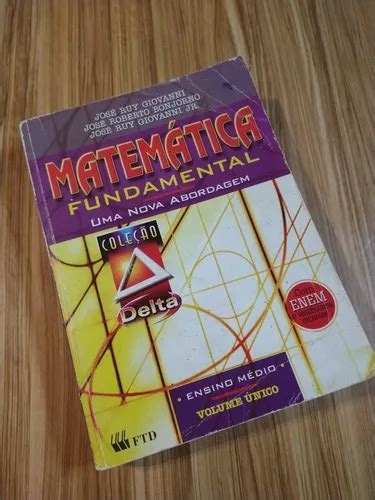 JOSÉ RUY GIOVANNI
JOSÉ ROBERTO BONJORNO
JOSÉ RUY GIOVANNI JR.
MATEMÁTICA
FUNDAMENTAL
UMA NOVA ABORDAGEM
COLEÇÃO
Delta
Com
ENEM
ENSINO MÉDIO
VOLUME ÚNICO
FTD